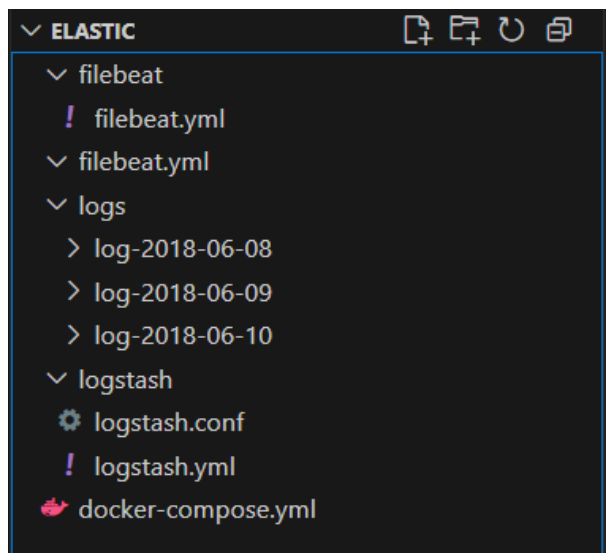 ELASTIC
filebeat
! filebeat.yml
filebeat.yml
logs
log-2018-06-08
log-2018-06-09
log-2018-06-10
logstash
logstash.conf
! logstash.yml
docker-compose.yml